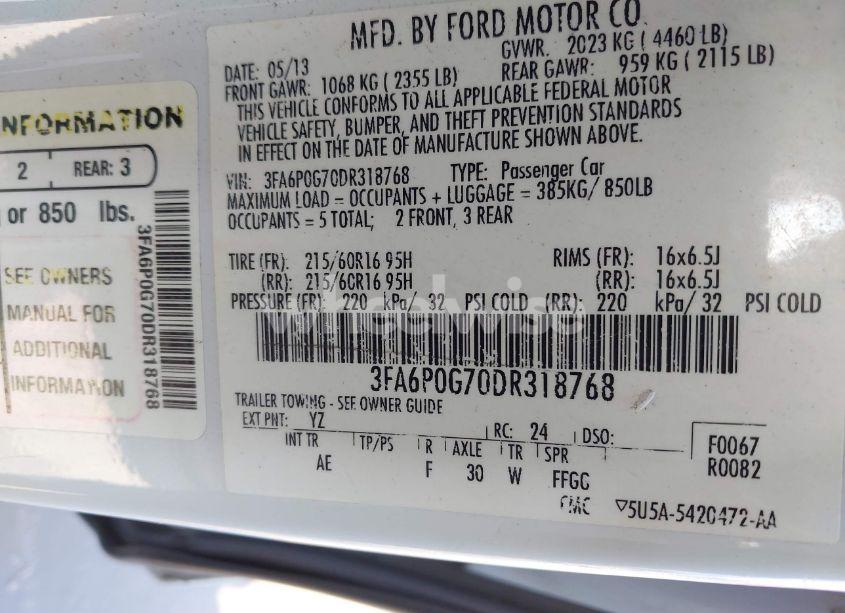 MFD. BY FORD MOTOR CO.
DATE: 05/13 GVWR: 2023 KG ( 4460 LB)
FRONT GAWR: 1068 KG ( 2355 LB) REAR GAWR: 959 KG ( 2115 LB)
THIS VEHICLE CONFORMS TO ALL APPLICABLE FEDERAL MOTOR
VEHICLE SAFETY, BUMPER, AND THEFT PREVENTION STANDARDS
IN EFFECT ON THE DATE OF MANUFACTURE SHOWN ABOVE.
VIN: 3FA6P0G70DR318768 TYPE: Passenger Car
MAXIMUM LOAD = OCCUPANTS + LUGGAGE = 385KG/ 850LB
OCCUPANTS = 5 TOTAL; 2 FRONT, 3 REAR
TIRE (FR): 215/60R16 95H RIMS (FR): 16x6.5J
(RR): 215/60R16 95H (RR): 16x6.5J
PRESSURE (FR): 220 kPa/ 32 PSI COLD (RR): 220 kPa/ 32 PSI COLD
3FA6P0G70DR318768
TRAILER TOWING - SEE OWNER GUIDE
EXT PNT: YZ RC: 24 DSO: F0067
INT TR TP/PS R AXLE TR SPR R0082
AE F 30 W FFGG
FMC ▽5U5A-5420472-AA
NFORMATION
2 REAR: 3
or 850 lbs.
SEE OWNERS
MANUAL FOR
ADDITIONAL
INFORMATION
3FA6P0G70DR318768
wheelwise